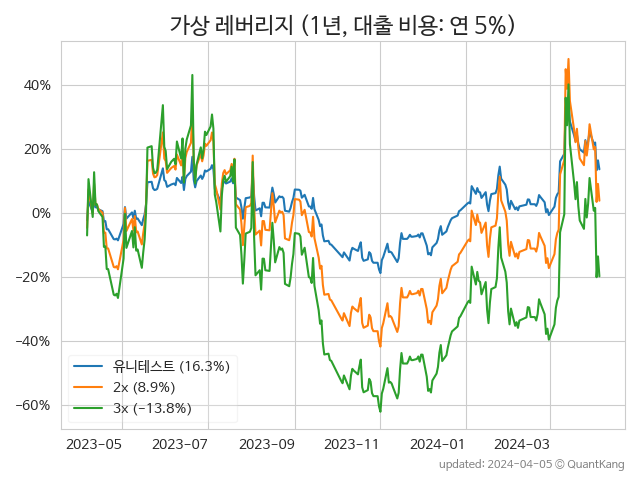 가상 레버리지 (1년, 대출 비용: 연 5%)
40%
20%
0%
−20%
−40%
−60%
유니테스트 (16.3%)
2x (8.9%)
3x (−13.8%)
2023-05 2023-07 2023-09 2023-11 2024-01 2024-03
updated: 2024-04-05 © QuantKang